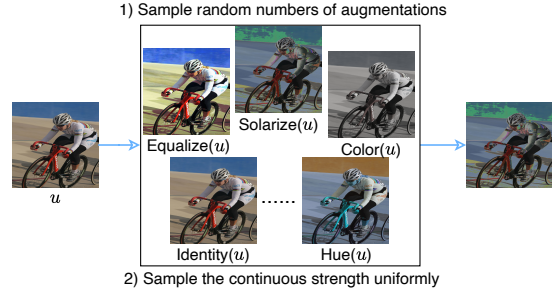 1) Sample random numbers of augmentations
Equalize(u)
Solarize(u)
Color(u)
u
Identity(u)
......
Hue(u)
2) Sample the continuous strength uniformly